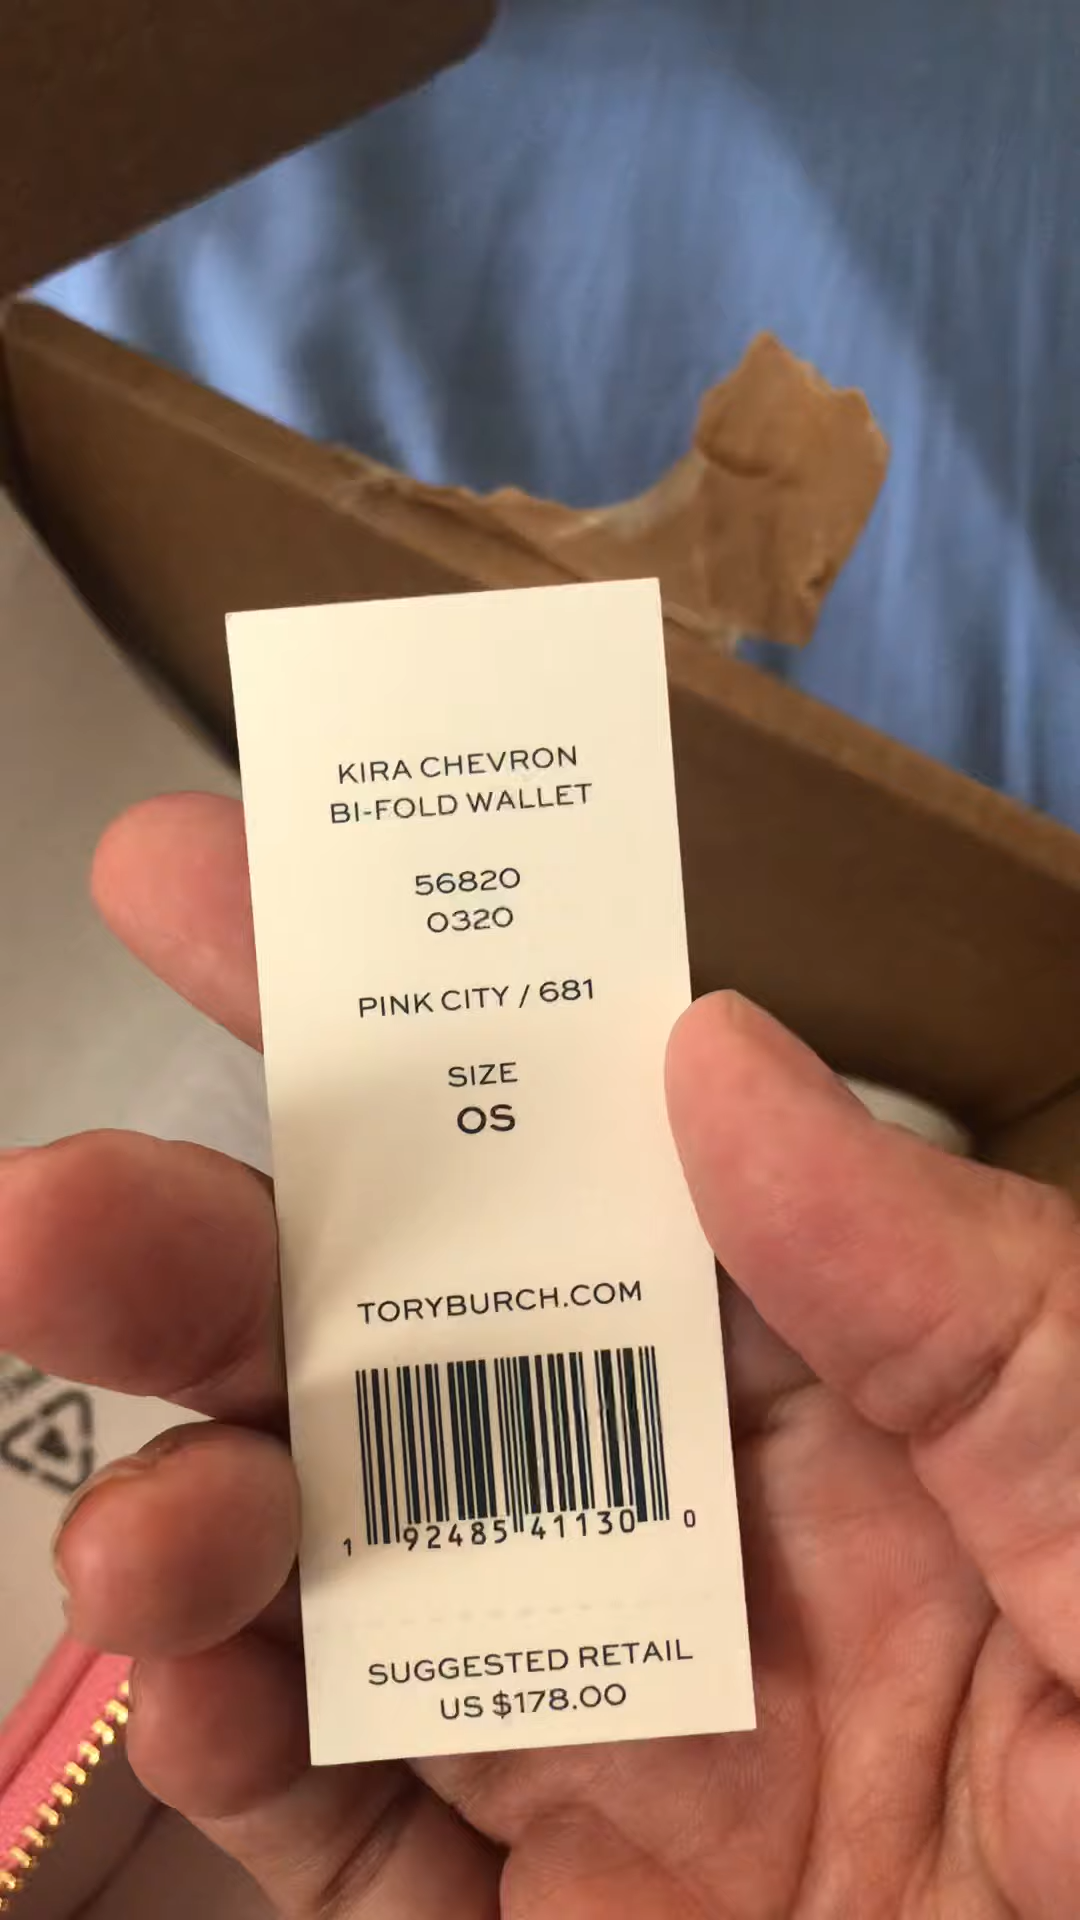 KIRA CHEVRON
BI-FOLD WALLET
56820
0320
PINK CITY / 681
SIZE
OS
TORYBURCH.COM
1 92485 41130 0
SUGGESTED RETAIL
US $178.00